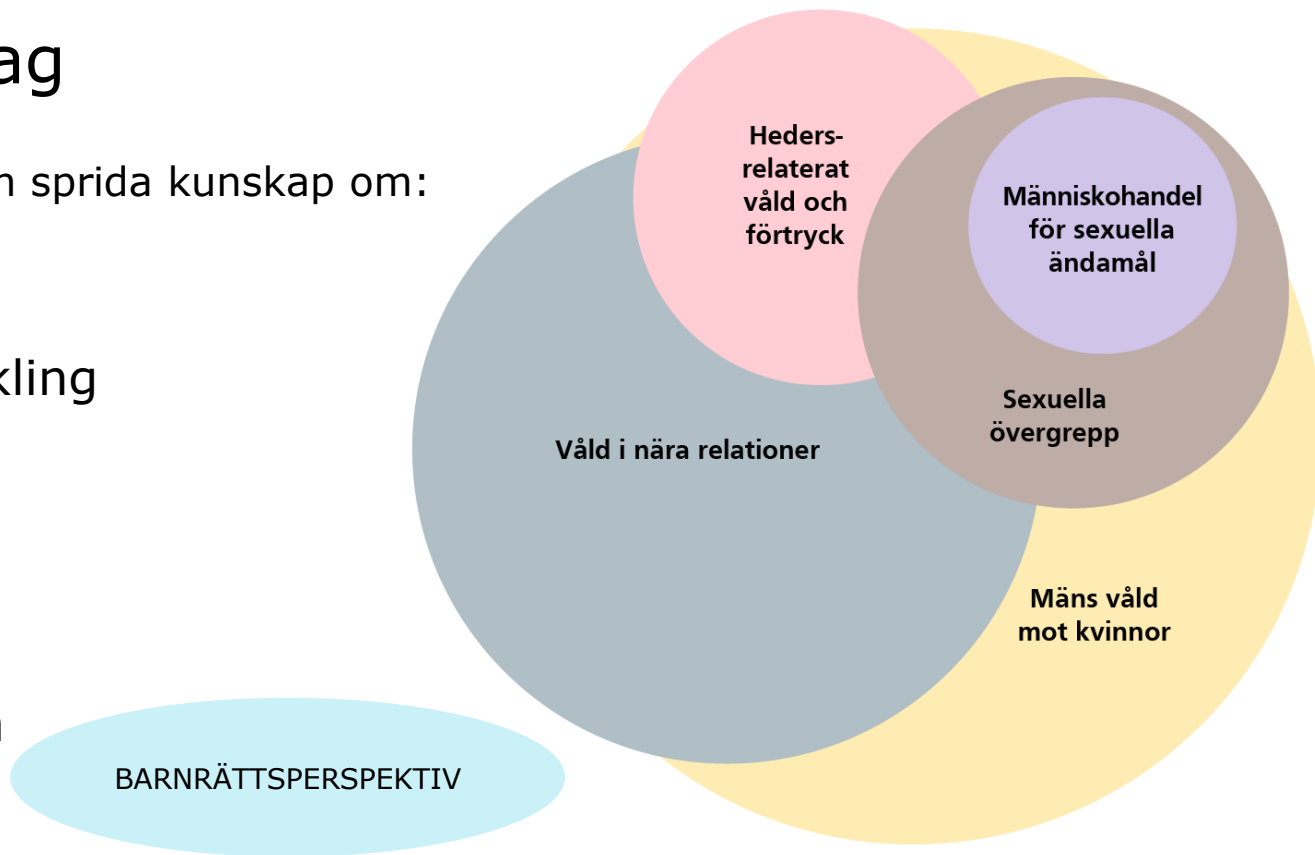 ag
n sprida kunskap om:
kling
Heders-
relaterat
våld och
förtryck
Människohandel
för sexuella
ändamål
Sexuella
övergrepp
Våld i nära relationer
Mäns våld
mot kvinnor
BARNRÄTTSPERSPEKTIV